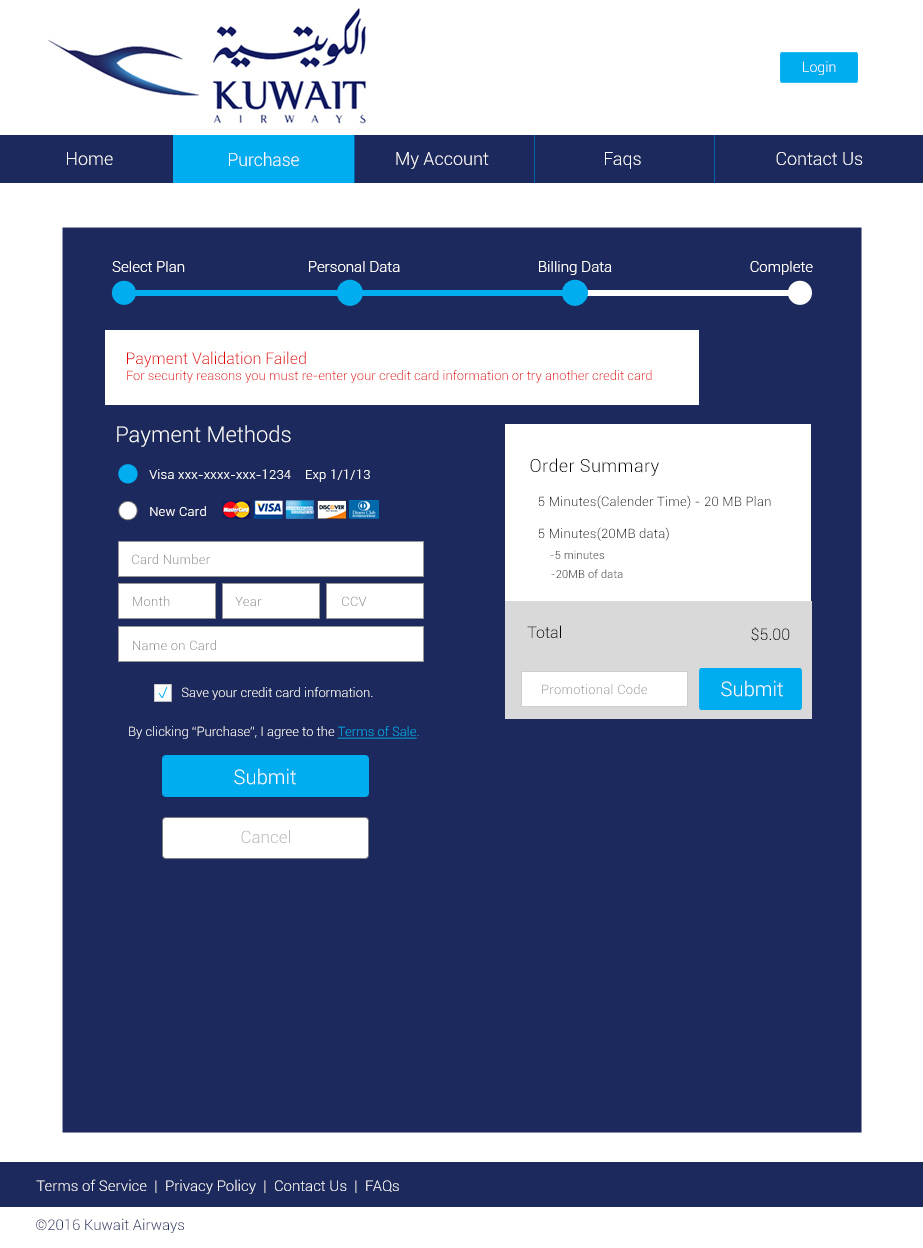 الكويتية
KUWAIT
AIRWAYS
Login
Home
Purchase
My Account
Faqs
Contact Us
Select Plan
Personal Data
Billing Data
Complete
Payment Validation Failed
For security reasons you must re-enter your credit card information or try another credit card
Payment Methods
Visa xxx-xxxx-xxx-1234 Exp 1/1/13
New Card
MasterCard
VISA
DISCOVER
Card Number
Month
Year
CCV
Name on Card
Save your credit card information.
By clicking “Purchase”, I agree to the Terms of Sale.
Submit
Cancel
Order Summary
5 Minutes(Calender Time) - 20 MB Plan
5 Minutes(20MB data)
-5 minutes
-20MB of data
Total
$5.00
Promotional Code
Submit
Terms of Service | Privacy Policy | Contact Us | FAQs
©2016 Kuwait Airways